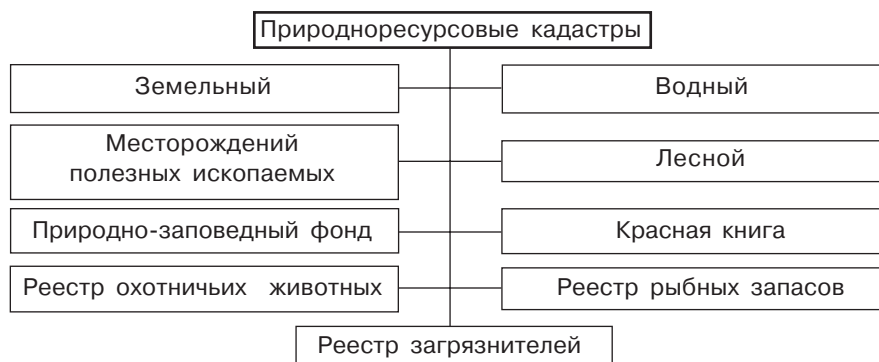 Природноресурсовые кадастры
Земельный
Водный
Месторождений
полезных ископаемых
Лесной
Природно-заповедный фонд
Красная книга
Реестр охотничьих животных
Реестр рыбных запасов
Реестр загрязнителей